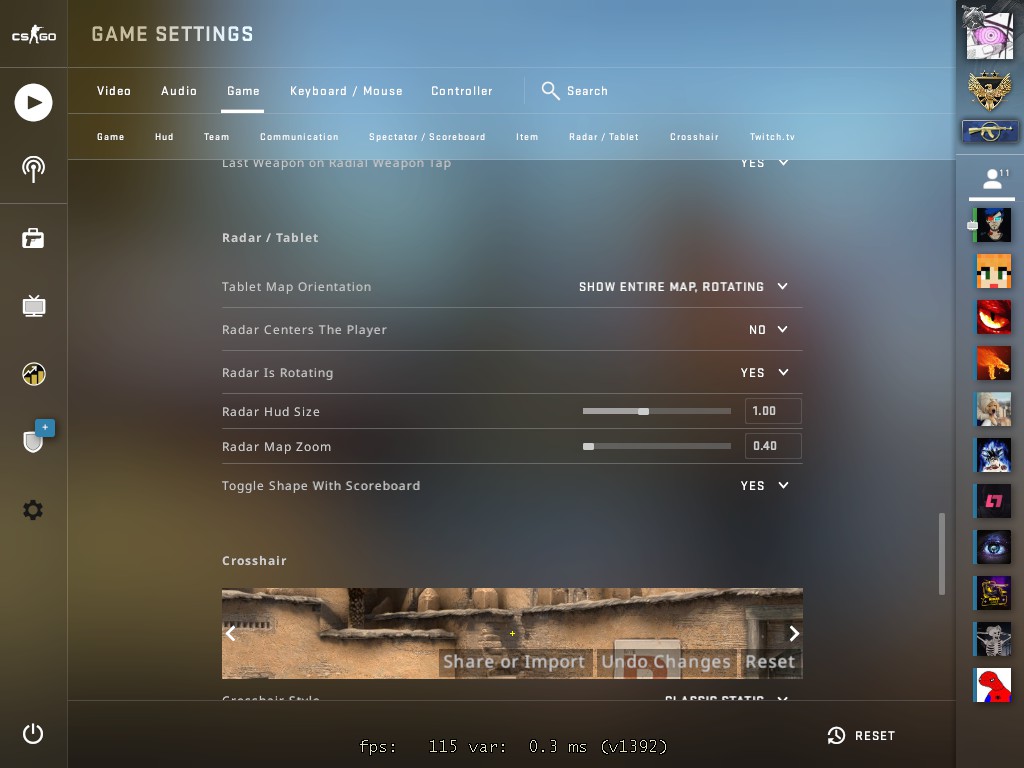 CS GO
GAME SETTINGS
Video Audio Game Keyboard / Mouse Controller Search
Game Hud Team Communication Spectator / Scoreboard Item Radar / Tablet Crosshair Twitch.tv
11
Last Weapon on Radial Weapon Tap YES
Radar / Tablet
Tablet Map Orientation SHOW ENTIRE MAP, ROTATING
Radar Centers The Player NO
Radar Is Rotating YES
Radar Hud Size 1.00
Radar Map Zoom 0.40
Toggle Shape With Scoreboard YES
Crosshair
Share or Import Undo Changes Reset
Crosshair Style CLASSIC STATIC
RESET
fps: 115 var: 0.3 ms (v1392)